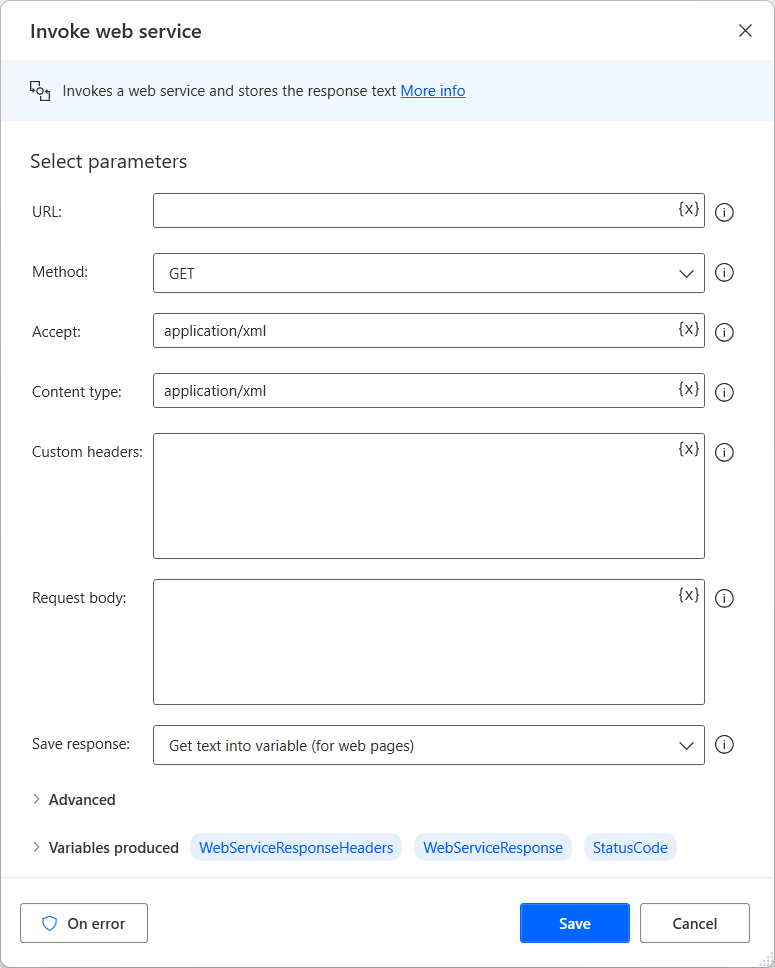 Invoke web service
Invokes a web service and stores the response text More info
Select parameters
URL: {x}
Method: GET
Accept: application/xml {x}
Content type: application/xml {x}
Custom headers: {x}
Request body: {x}
Save response: Get text into variable (for web pages)
Advanced
Variables produced WebServiceResponseHeaders WebServiceResponse StatusCode
On error Save Cancel